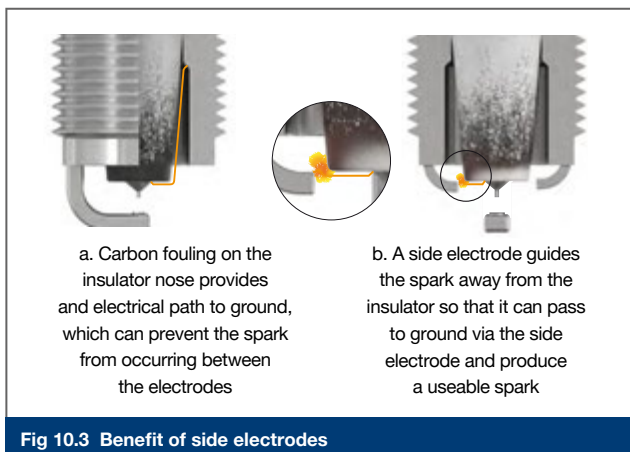 a. Carbon fouling on the
insulator nose provides
and electrical path to ground,
which can prevent the spark
from occurring between
the electrodes
b. A side electrode guides
the spark away from the
insulator so that it can pass
to ground via the side
electrode and produce
a useable spark
Fig 10.3 Benefit of side electrodes